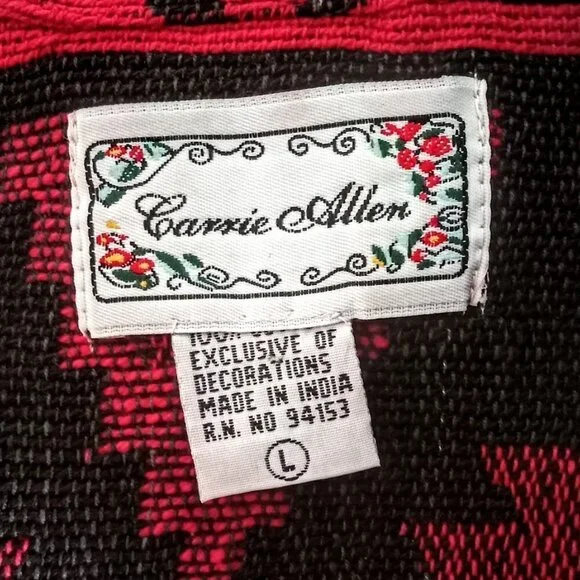 Carrie Allen
EXCLUSIVE OF
DECORATIONS
MADE IN INDIA
R.N. NO 94153
L